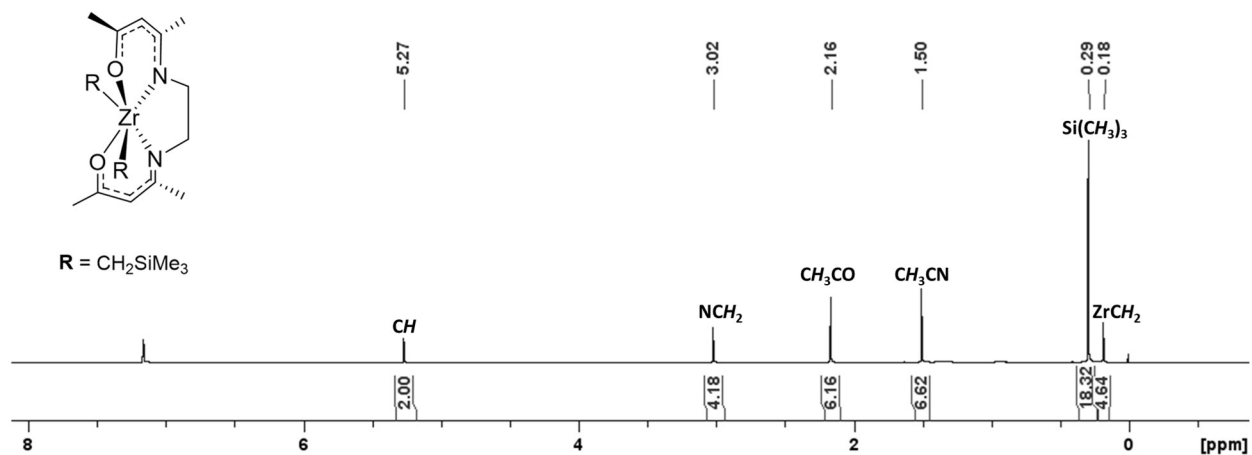 5.27
3.02
2.16
1.50
0.29
0.18
O
N
R
Zr
O
R
N
R = CH₂SiMe₃
Si(CH₃)₃
CH₃CO
CH₃CN
NCH₂
ZrCH₂
CH
2.00
4.18
6.16
6.62
18.32
4.64
8
6
4
2
0
[ppm]